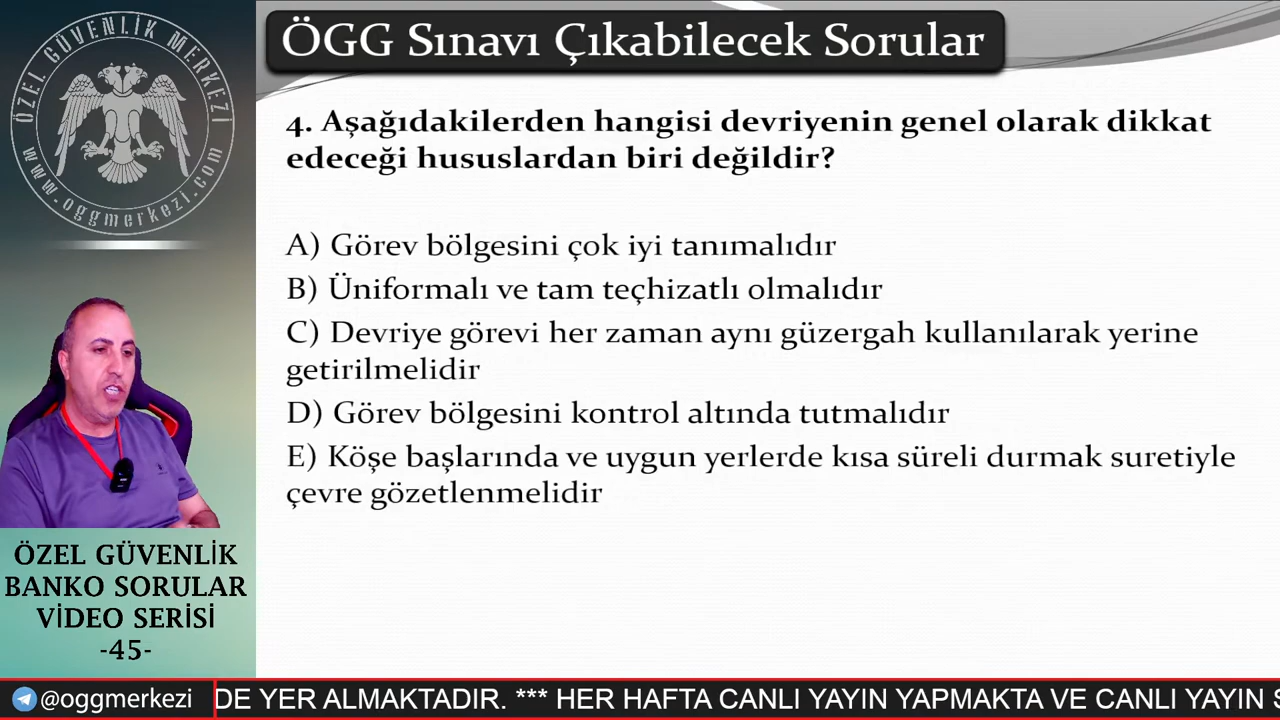 ÖZEL GÜVENLİK MERKEZİ
www.oggmerkezi.com
ÖGG Sınavı Çıkabilecek Sorular
4. Aşağıdakilerden hangisi devriyenin genel olarak dikkat
edeceği hususlardan biri değildir?
A) Görev bölgesini çok iyi tanımalıdır
B) Üniformalı ve tam teçhizatlı olmalıdır
C) Devriye görevi her zaman aynı güzergah kullanılarak yerine
getirilmelidir
D) Görev bölgesini kontrol altında tutmalıdır
E) Köşe başlarında ve uygun yerlerde kısa süreli durmak suretiyle
çevre gözetlenmelidir
ÖZEL GÜVENLİK
BANKO SORULAR
VİDEO SERİSİ
-45-
@oggmerkezi DE YER ALMAKTADIR. *** HER HAFTA CANLI YAYIN YAPMAKTA VE CANLI YAYIN S